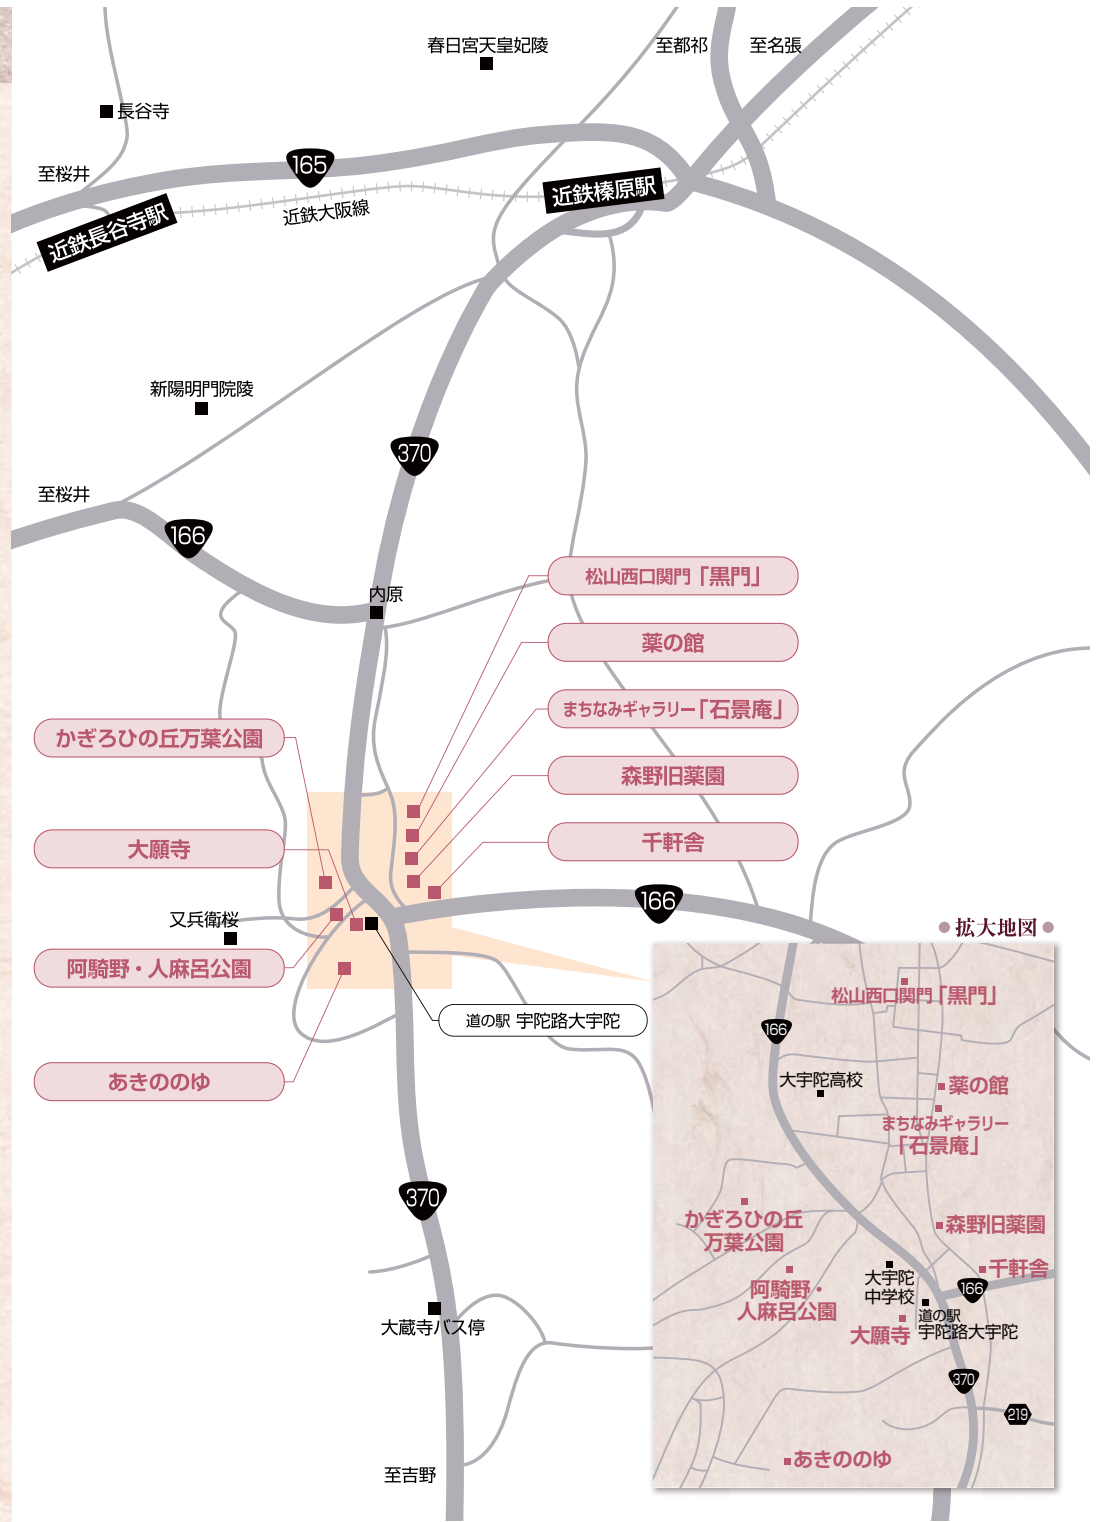 春日宮天皇妃陵
至都祁
至名張
長谷寺
至桜井
165
近鉄榛原駅
近鉄長谷寺駅
近鉄大阪線
新陽明門院陵
370
至桜井
166
内原
松山西口関門「黒門」
薬の館
まちなみギャラリー「石景庵」
かぎろひの丘万葉公園
森野旧薬園
大願寺
千軒舎
166
又兵衛桜
阿騎野・人麻呂公園
道の駅 宇陀路大宇陀
あきののゆ
370
大蔵寺バス停
至吉野
●拡大地図●
松山西口関門「黒門」
166
大宇陀高校
薬の館
まちなみギャラリー
「石景庵」
かぎろひの丘
万葉公園
森野旧薬園
千軒舎
大宇陀
中学校
166
阿騎野・
人麻呂公園
道の駅
宇陀路大宇陀
大願寺
370
219
あきののゆ